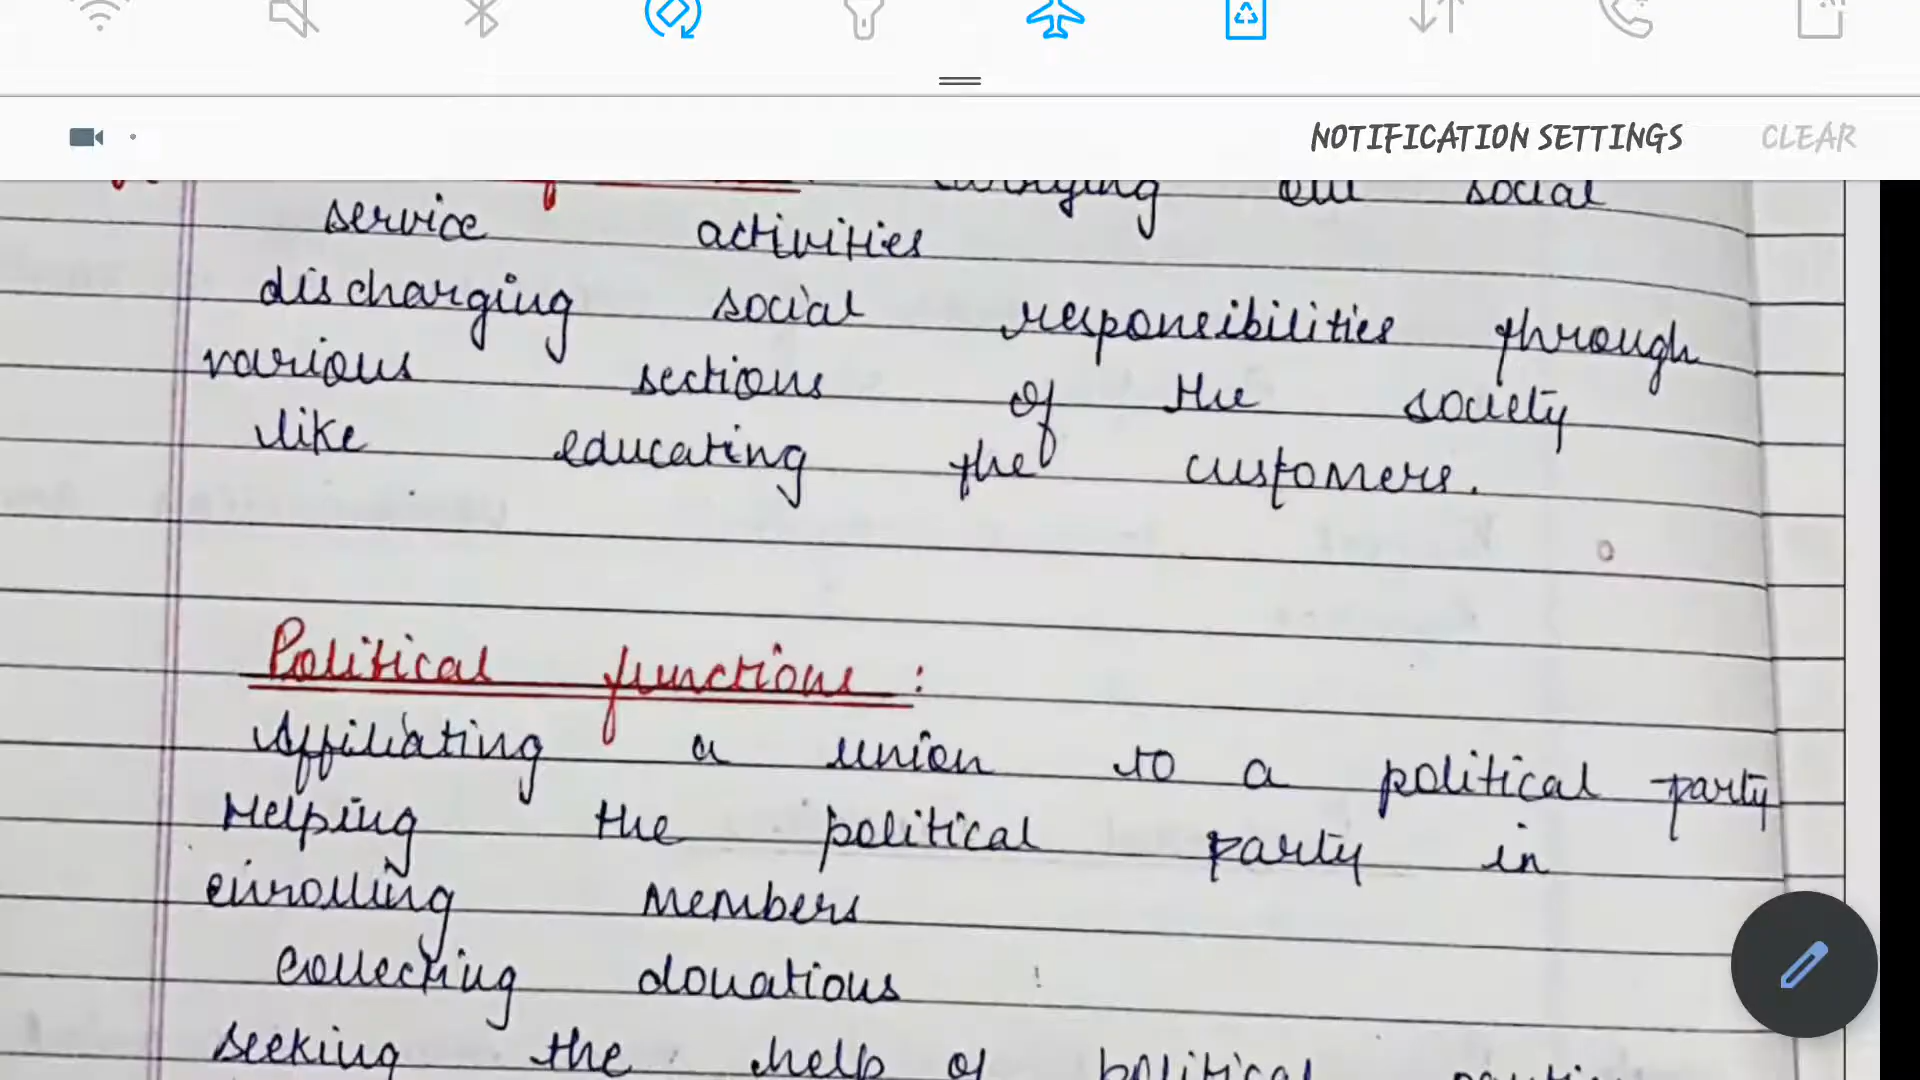 NOTIFICATION SETTINGS CLEAR
social
service activities
discharging social responsibilities through
various sections of the society
like educating the customers.
Political functions :
Affiliating a union to a political party
Helping the political party in
enrolling members
collecting donations
seeking the help of political